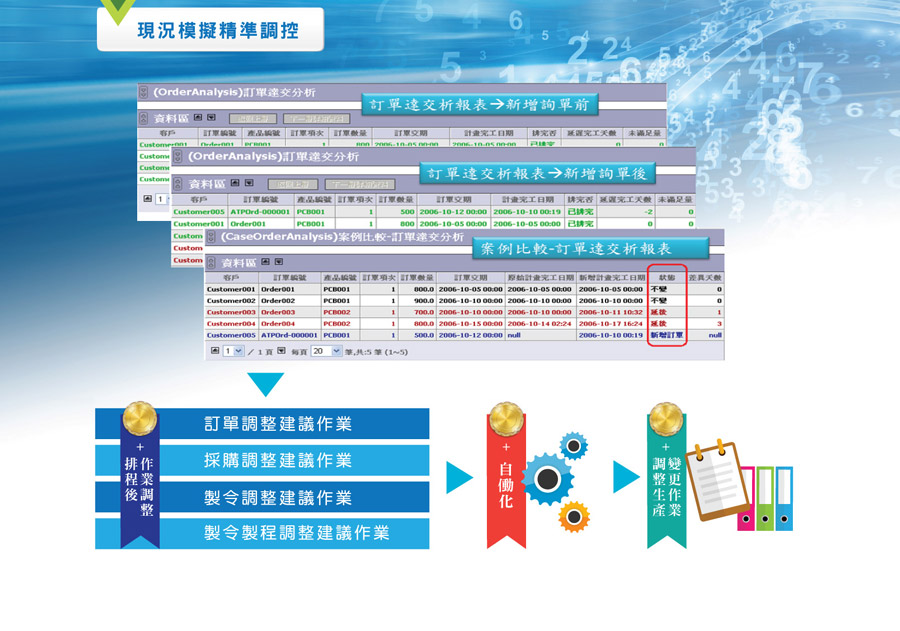 現況模擬精準調控
(OrderAnalysis)訂單達交分析
訂單達交析報表→新增詢單前
資料區
客戶 訂單編號 產品編號 訂單項次 訂單數量 訂單交期 計畫完工日期 排完否 延遲完工天數 未滿足量
Customer001 Order001 PCB001 1 800 2006-10-05 00:00 2006-10-05 00:00 已排完 0 0
(OrderAnalysis)訂單達交分析
訂單達交析報表→新增詢單後
資料區
客戶 訂單編號 產品編號 訂單項次 訂單數量 訂單交期 計畫完工日期 排完否 延遲完工天數 未滿足量
Customer005 ATPOrd-000001 PCB001 1 500 2006-10-12 00:00 2006-10-10 00:19 已排完 -2 0
Customer001 Order001 PCB001 1 800 2006-10-05 00:00 2006-10-05 00:00 已排完 0 0
(CaseOrderAnalysis)案例比較-訂單達交分析
案例比較-訂單達交析報表
資料區
客戶 訂單編號 產品編號 訂單項次 訂單數量 訂單交期 原始計畫完工日期 新增計畫完工日期 狀態 差異天數
Customer001 Order001 PCB001 1 800.0 2006-10-05 00:00 2006-10-05 00:00 2006-10-05 00:00 不變 0
Customer002 Order002 PCB001 1 900.0 2006-10-10 00:00 2006-10-10 00:00 2006-10-10 00:00 不變 0
Customer003 Order003 PCB002 1 700.0 2006-10-10 00:00 2006-10-10 00:00 2006-10-11 10:32 延後 1
Customer004 Order004 PCB002 1 800.0 2006-10-15 00:00 2006-10-14 02:24 2006-10-17 16:24 延後 3
Customer005 ATPOrd-000001 PCB001 1 500.0 2006-10-12 00:00 null 2006-10-10 00:19 新增訂單 null
1 / 1 頁 每頁 20 筆,共:5 筆 (1~5)
+
作業調整
排程後
訂單調整建議作業
採購調整建議作業
製令調整建議作業
製令製程調整建議作業
+
自働化
+
變更作業
調整生產